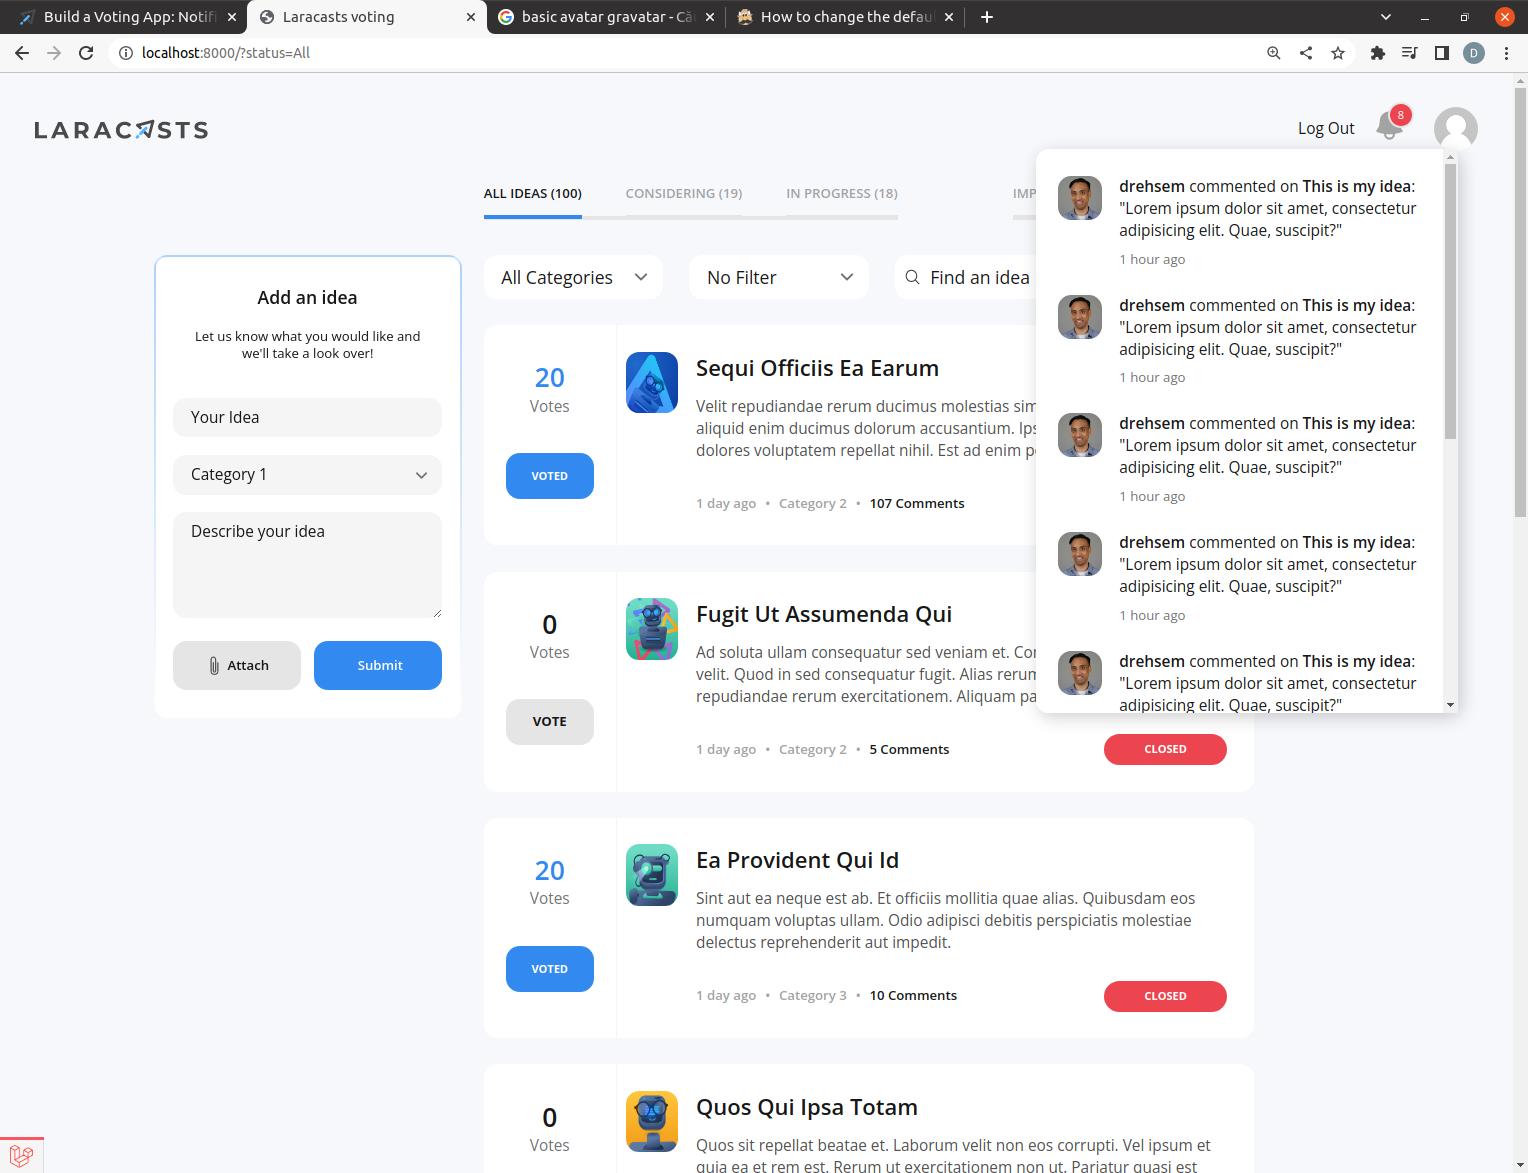 Build a Voting App: Notifi
Laracasts voting
basic avatar gravatar - Că
How to change the defau
localhost:8000/?status=All
D
LARACASTS
Log Out
8
ALL IDEAS (100)
CONSIDERING (19)
IN PROGRESS (18)
IMP
Add an idea
Let us know what you would like and
we'll take a look over!
Your Idea
Category 1
Describe your idea
Attach
Submit
All Categories
No Filter
Find an idea
20
Votes
VOTED
Sequi Officiis Ea Earum
Velit repudiandae rerum ducimus molestias sim
aliquid enim ducimus dolorum accusantium. Ips
dolores voluptatem repellat nihil. Est ad enim p
1 day ago • Category 2 • 107 Comments
0
Votes
VOTE
Fugit Ut Assumenda Qui
Ad soluta ullam consequatur sed veniam et. Co
velit. Quod in sed consequatur fugit. Alias rerum
repudiandae rerum exercitationem. Aliquam pa
1 day ago • Category 2 • 5 Comments
CLOSED
20
Votes
VOTED
Ea Provident Qui Id
Sint aut ea neque est ab. Et officiis mollitia quae alias. Quibusdam eos
numquam voluptas ullam. Odio adipisci debitis perspiciatis molestiae
delectus reprehenderit aut impedit.
1 day ago • Category 3 • 10 Comments
CLOSED
0
Votes
Quos Qui Ipsa Totam
Quos sit repellat beatae et. Laborum velit non eos corrupti. Vel ipsum et
quia ea et rem est. Rerum ut exercitationem non ut. Pariatur quasi est
drehsem commented on This is my idea:
"Lorem ipsum dolor sit amet, consectetur
adipisicing elit. Quae, suscipit?"
1 hour ago
drehsem commented on This is my idea:
"Lorem ipsum dolor sit amet, consectetur
adipisicing elit. Quae, suscipit?"
1 hour ago
drehsem commented on This is my idea:
"Lorem ipsum dolor sit amet, consectetur
adipisicing elit. Quae, suscipit?"
1 hour ago
drehsem commented on This is my idea:
"Lorem ipsum dolor sit amet, consectetur
adipisicing elit. Quae, suscipit?"
1 hour ago
drehsem commented on This is my idea:
"Lorem ipsum dolor sit amet, consectetur
adipisicing elit. Quae, suscipit?"